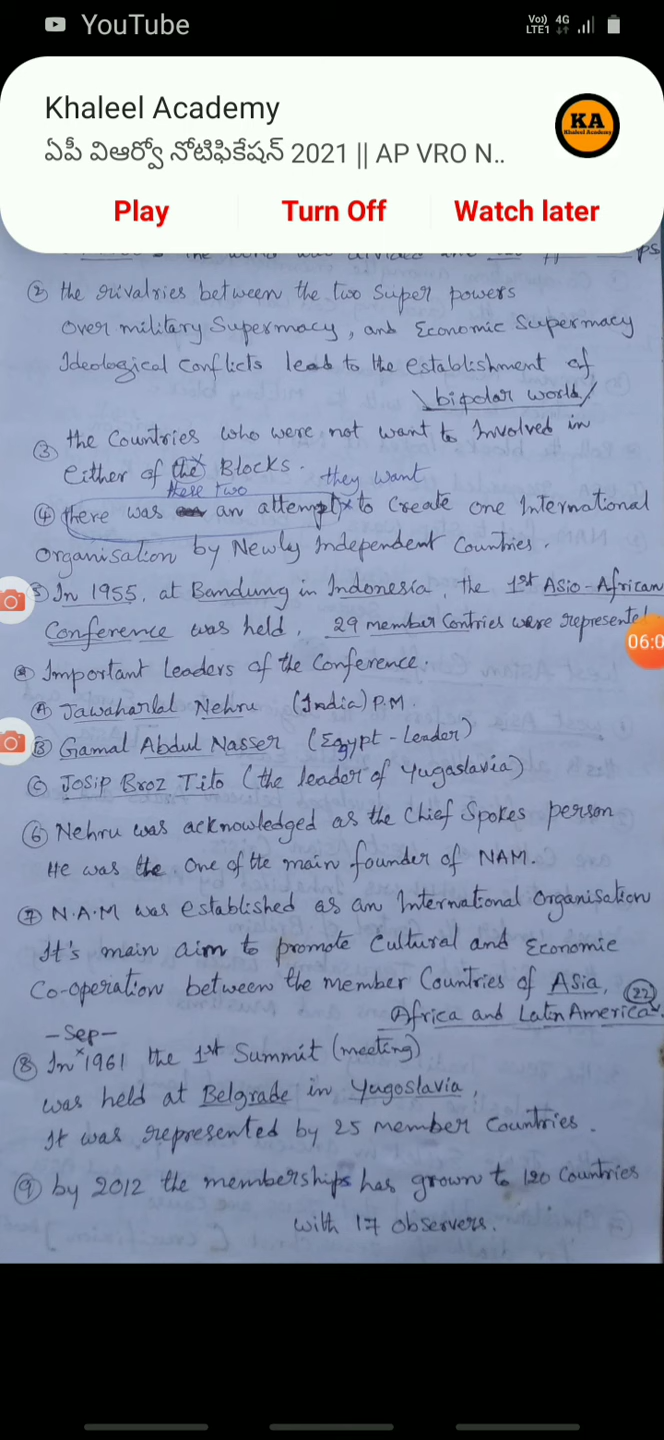 YouTube
Vo)) 4G
LTE1
Khaleel Academy
KA
Khaleel Academy
ఏపీ విఆర్వో నోటిఫికేషన్ 2021 || AP VRO N..
Play Turn Off Watch later
② the rivalries between the two Super powers
over military Supermacy, and Economic Supermacy
Ideological Conflicts lead to the establishment of
bipolar world
③ the Countries who were not want to Involved in
either of the Blocks.
these two
they want
④ there was an attempt to create one International
Organisation by Newly Independent Countries.
In 1955, at Bandung in Indonesia, the 1st Asio-African
Conference was held, 29 member Contries were represented
Important Leaders of the Conference.
Ⓐ Jawaharlal Nehru (India) P.M.
Ⓑ Gamal Abdul Nasser (Egypt - Leader)
Ⓒ Josip Broz Tito (the leader of Yugaslavia)
06:0
⑥ Nehru was acknowledged as the Chief Spokes person
He was the One of the main founder of NAM.
⑦ N.A.M was established as an International Organisation
It's main aim to promote Cultural and Economic
Co-operation between the member Countries of Asia,
Africa and Latin America.
22
-Sep-
⑧ In 1961 the 1st Summit (meeting)
was held at Belgrade in Yugoslavia,
It was represented by 25 member Countries.
⑨ by 2012 the memberships has grown to 120 Countries
with 17 observers.